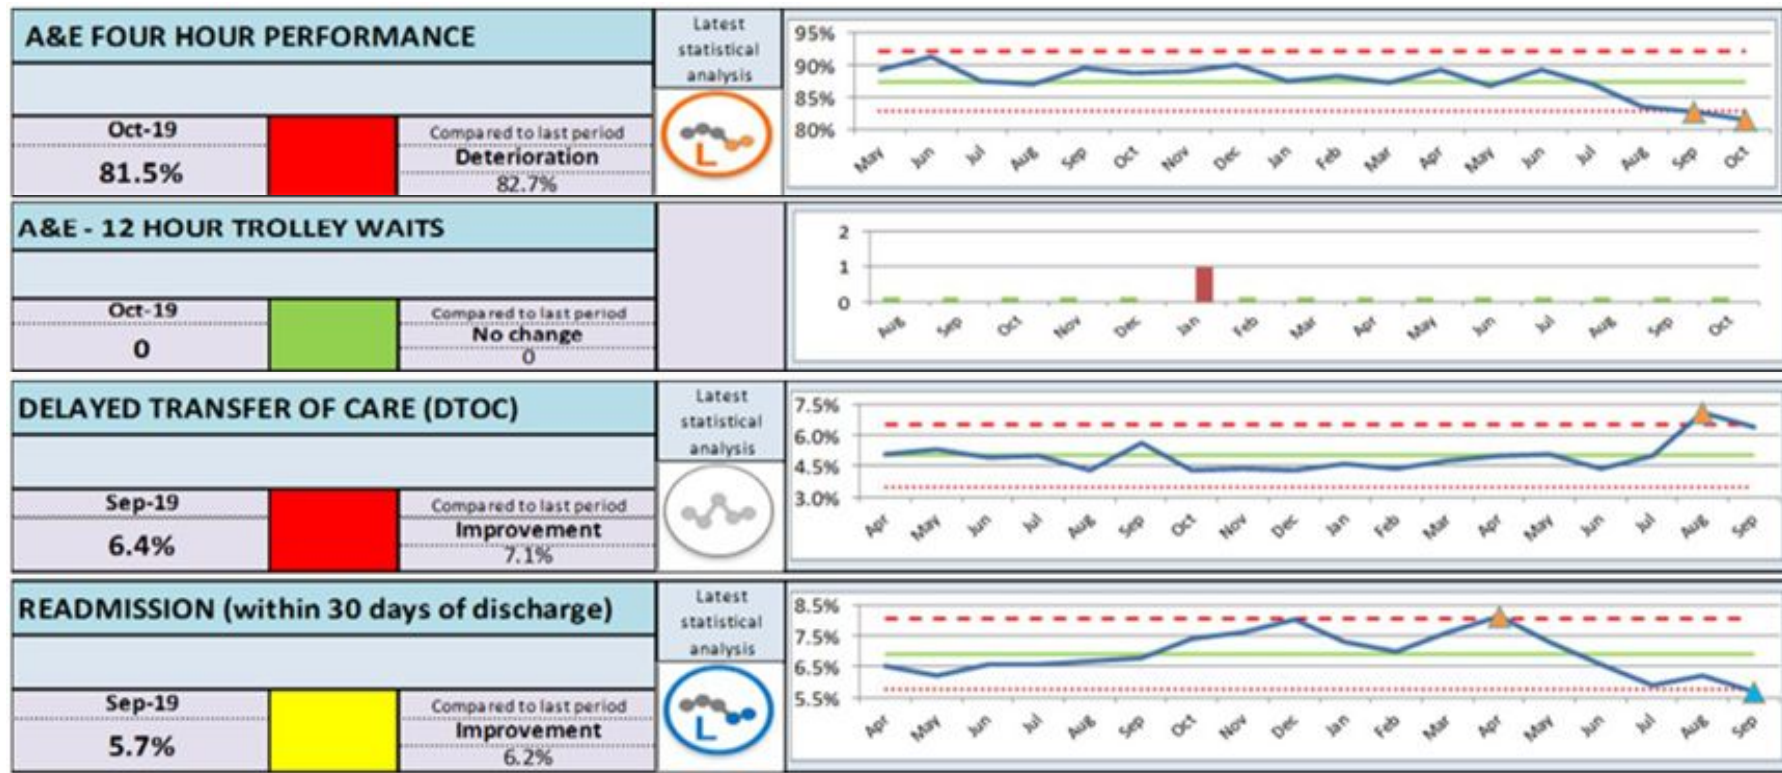 A&E FOUR HOUR PERFORMANCE
Latest
statistical
analysis
Oct-19
81.5%
Compared to last period
Deterioration
82.7%
L
95%
90%
85%
80%
May Jun Jul Aug Sep Oct Nov Dec Jan Feb Mar Apr May Jun Jul Aug Sep Oct
A&E - 12 HOUR TROLLEY WAITS
Oct-19
0
Compared to last period
No change
0
2
1
0
Aug Sep Oct Nov Dec Jan Feb Mar Apr May Jun Jul Aug Sep Oct
DELAYED TRANSFER OF CARE (DTOC)
Latest
statistical
analysis
Sep-19
6.4%
Compared to last period
Improvement
7.1%
7.5%
6.0%
4.5%
3.0%
Apr May Jun Jul Aug Sep Oct Nov Dec Jan Feb Mar Apr May Jun Jul Aug Sep
READMISSION (within 30 days of discharge)
Latest
statistical
analysis
Sep-19
5.7%
Compared to last period
Improvement
6.2%
L
8.5%
7.5%
6.5%
5.5%
Apr May Jun Jul Aug Sep Oct Nov Dec Jan Feb Mar Apr May Jun Jul Aug Sep